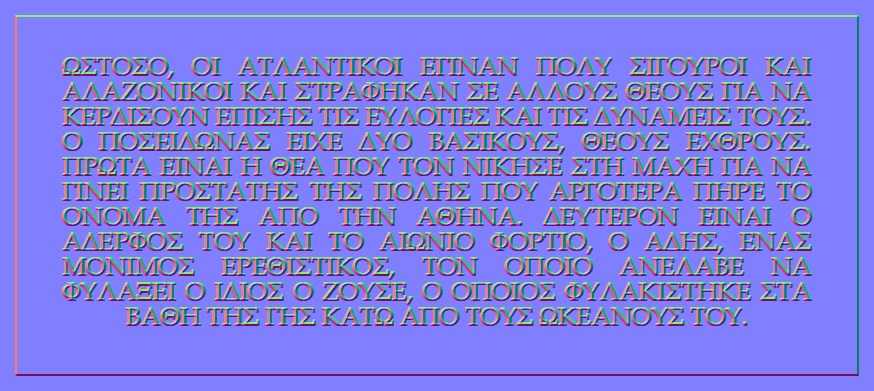 ΩΣΤΟΣΟ, ΟΙ ΑΤΛΑΝΤΙΚΟΙ ΕΓΙΝΑΝ ΠΟΛΥ ΣΙΓΟΥΡΟΙ ΚΑΙ
ΑΛΑΖΟΝΙΚΟΙ ΚΑΙ ΣΤΡΑΦΗΚΑΝ ΣΕ ΑΛΛΟΥΣ ΘΕΟΥΣ ΓΙΑ ΝΑ
ΚΕΡΔΙΣΟΥΝ ΕΠΙΣΗΣ ΤΙΣ ΕΥΛΟΓΙΕΣ ΚΑΙ ΤΙΣ ΔΥΝΑΜΕΙΣ ΤΟΥΣ.
Ο ΠΟΣΕΙΔΩΝΑΣ ΕΙΧΕ ΔΥΟ ΒΑΣΙΚΟΥΣ, ΘΕΟΥΣ ΕΧΘΡΟΥΣ.
ΠΡΩΤΑ ΕΙΝΑΙ Η ΘΕΑ ΠΟΥ ΤΟΝ ΝΙΚΗΣΕ ΣΤΗ ΜΑΧΗ ΓΙΑ ΝΑ
ΓΙΝΕΙ ΠΡΟΣΤΑΤΗΣ ΤΗΣ ΠΟΛΗΣ ΠΟΥ ΑΡΓΟΤΕΡΑ ΠΗΡΕ ΤΟ
ΟΝΟΜΑ ΤΗΣ ΑΠΟ ΤΗΝ ΑΘΗΝΑ. ΔΕΥΤΕΡΟΝ ΕΙΝΑΙ Ο
ΑΔΕΡΦΟΣ ΤΟΥ ΚΑΙ ΤΟ ΑΙΩΝΙΟ ΦΟΡΤΙΟ, Ο ΑΔΗΣ, ΕΝΑΣ
ΜΟΝΙΜΟΣ ΕΡΕΘΙΣΤΙΚΟΣ, ΤΟΝ ΟΠΟΙΟ ΑΝΕΛΑΒΕ ΝΑ
ΦΥΛΑΞΕΙ Ο ΙΔΙΟΣ Ο ΖΟΥΣΕ, Ο ΟΠΟΙΟΣ ΦΥΛΑΚΙΣΤΗΚΕ ΣΤΑ
ΒΑΘΗ ΤΗΣ ΓΗΣ ΚΑΤΩ ΑΠΟ ΤΟΥΣ ΩΚΕΑΝΟΥΣ ΤΟΥ.